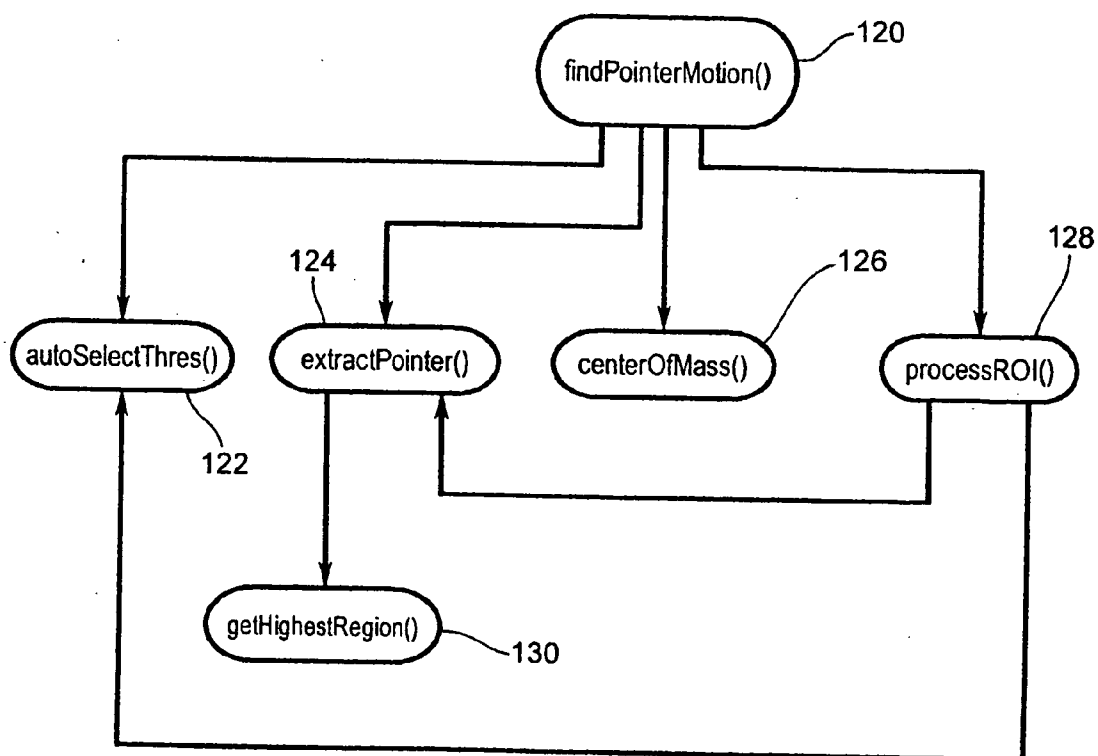 120
findPointerMotion()
124
126
128
autoSelectThres()
extractPointer()
centerOfMass()
processROI()
122
getHighestRegion()
130